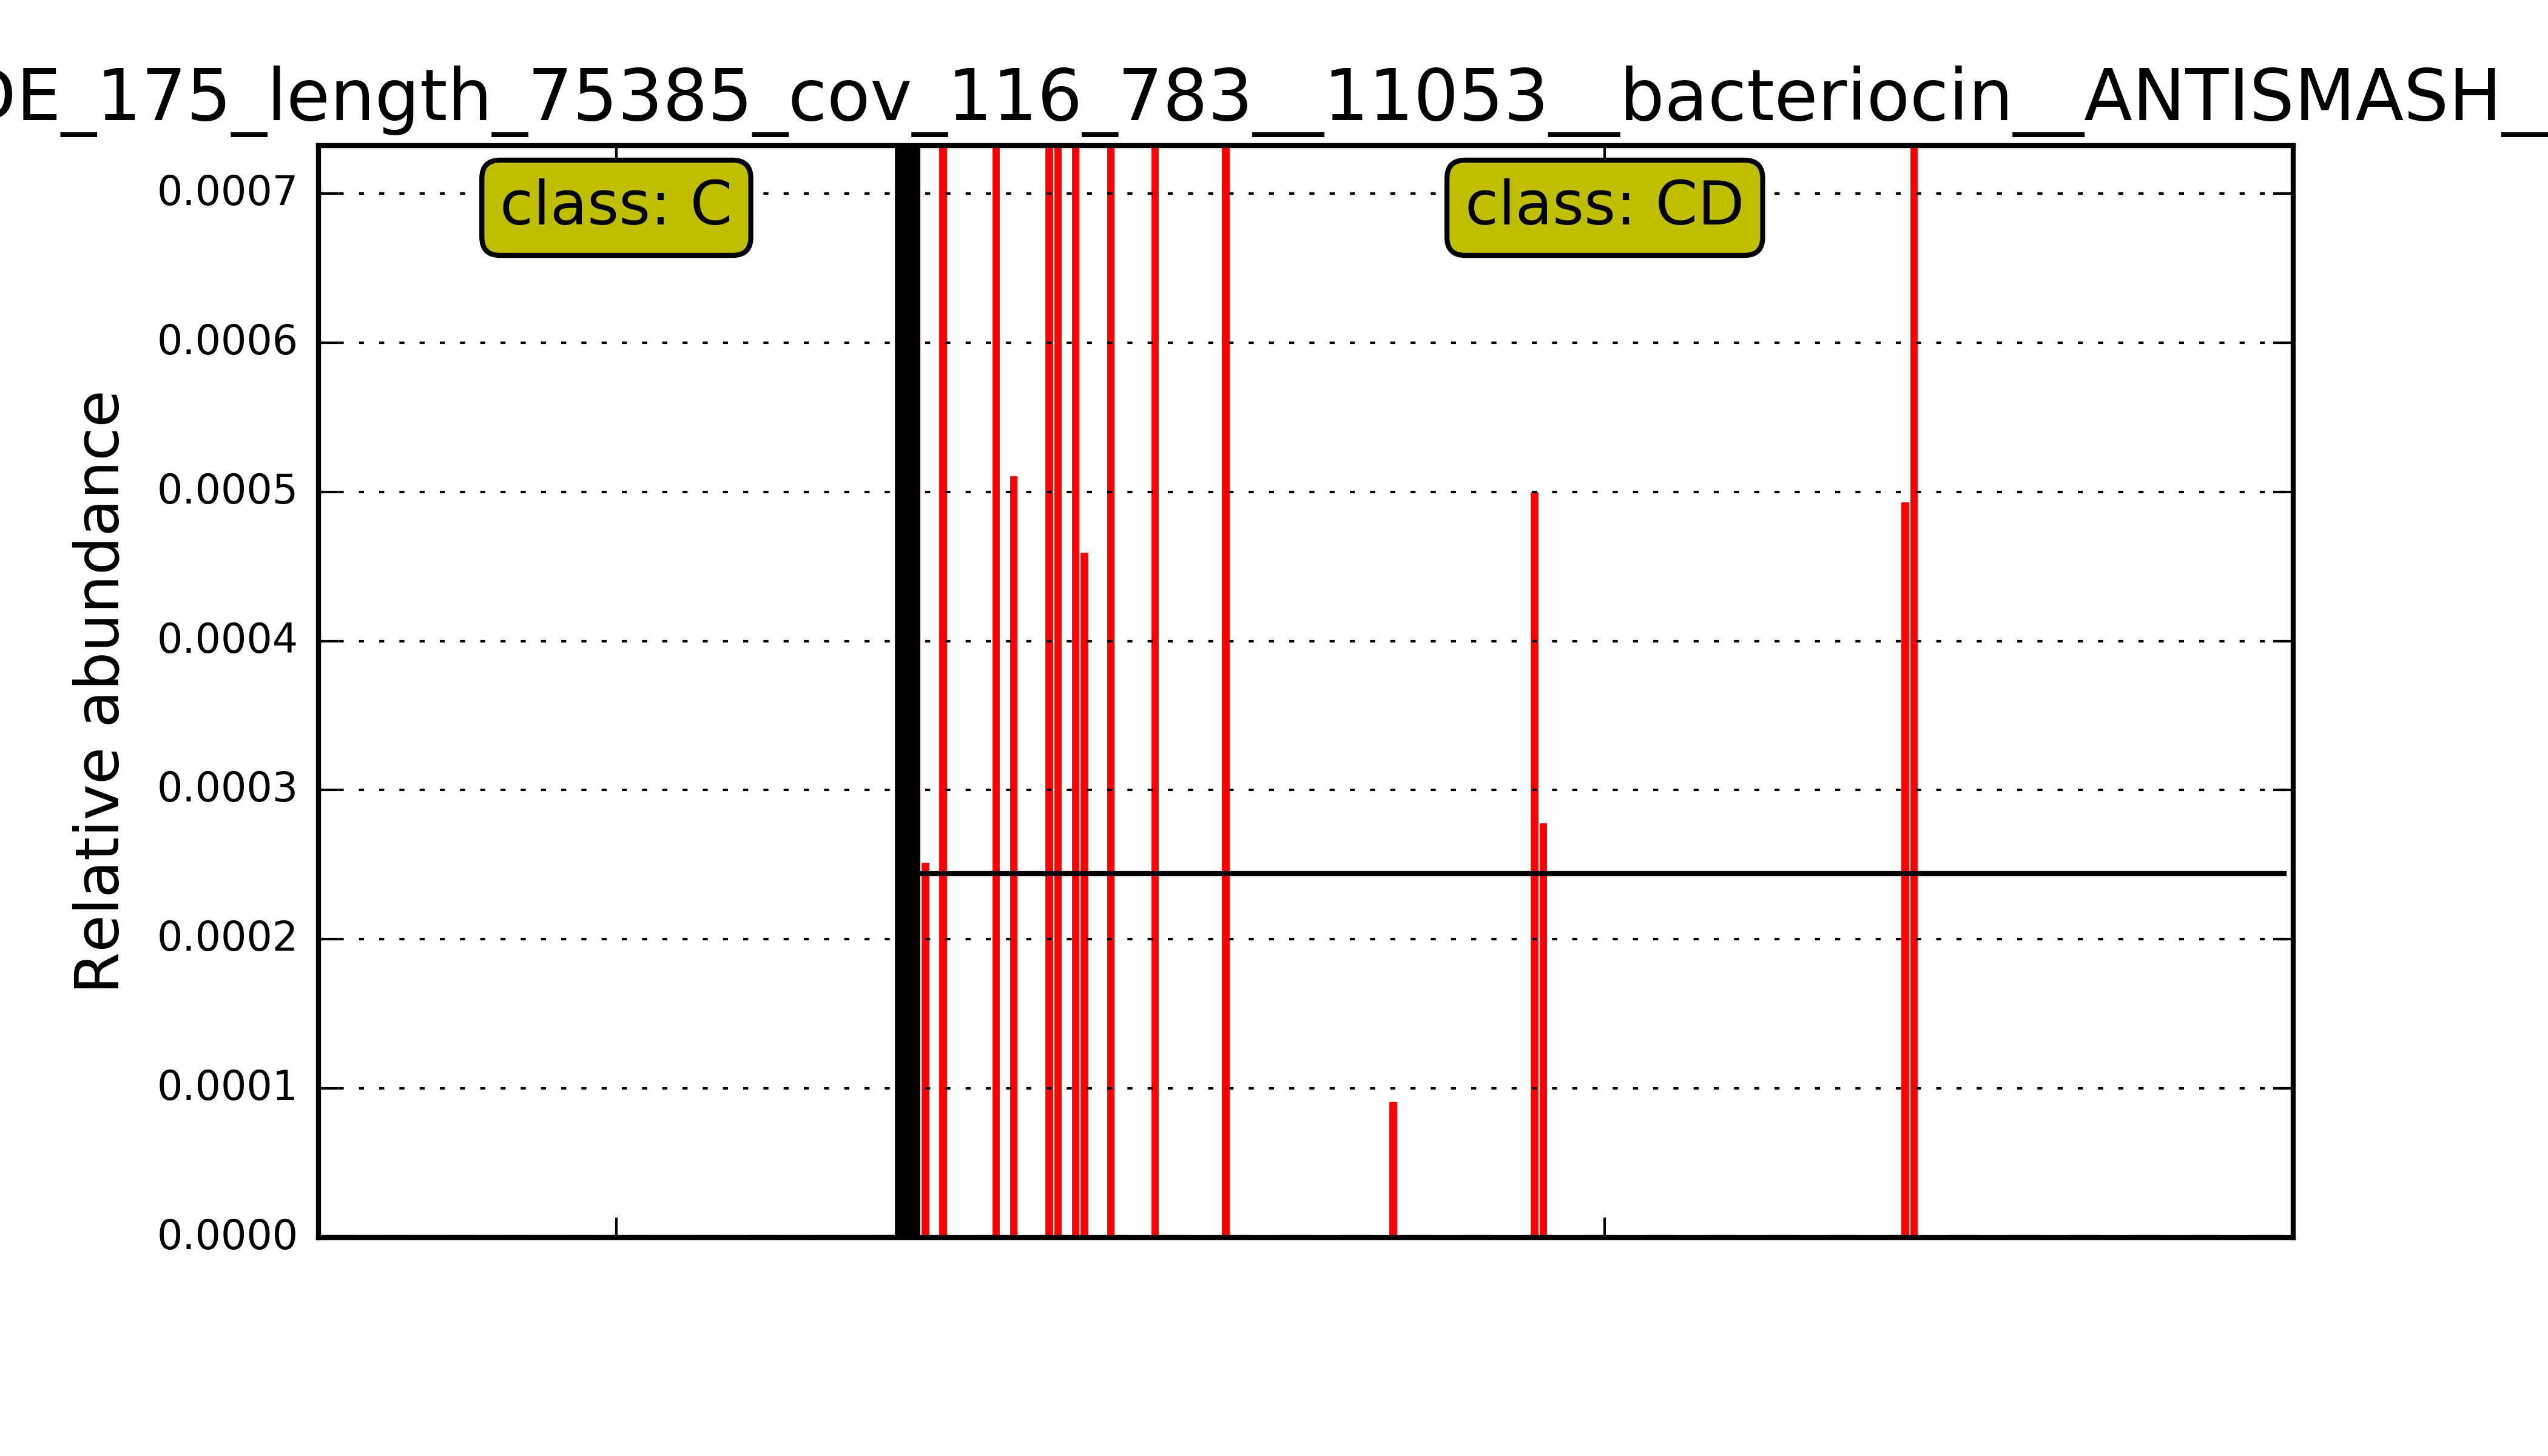 DE_175_length_75385_cov_116_783__11053__bacteriocin__ANTISMASH__
class: C
class: CD
Relative abundance
0.0007
0.0006
0.0005
0.0004
0.0003
0.0002
0.0001
0.0000